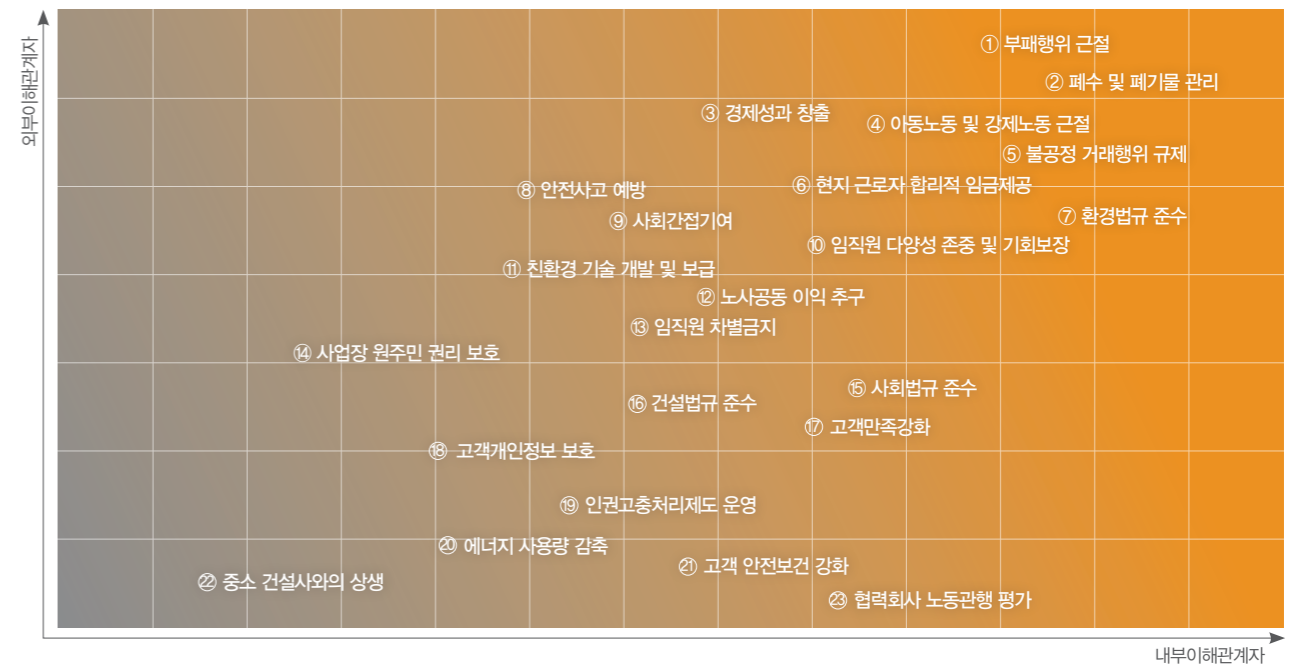 외부이해관계자
① 부패행위 근절
② 폐수 및 폐기물 관리
③ 경제성과 창출
④ 아동노동 및 강제노동 근절
⑤ 불공정 거래행위 규제
⑥ 현지 근로자 합리적 임금제공
⑧ 안전사고 예방
⑦ 환경법규 준수
⑨ 사회간접기여
⑩ 임직원 다양성 존중 및 기회보장
⑪ 친환경 기술 개발 및 보급
⑫ 노사공동 이익 추구
⑬ 임직원 차별금지
⑭ 사업장 원주민 권리 보호
⑮ 사회법규 준수
⑯ 건설법규 준수
⑰ 고객만족강화
⑱ 고객개인정보 보호
⑲ 인권고충처리제도 운영
⑳ 에너지 사용량 감축
㉑ 고객 안전보건 강화
㉒ 중소 건설사와의 상생
㉓ 협력회사 노동관행 평가
내부이해관계자